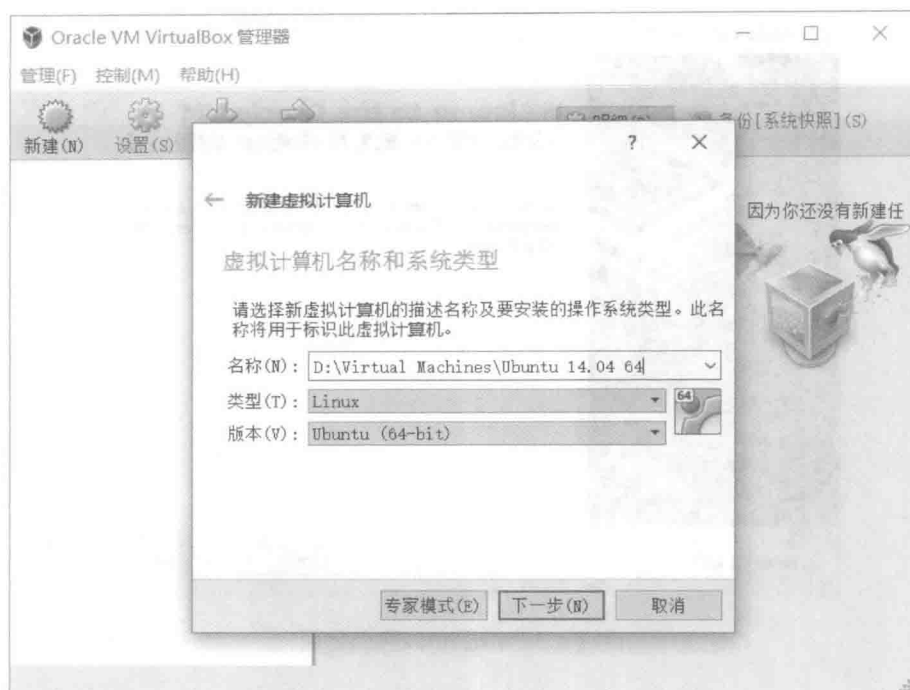 Oracle VM VirtualBox 管理器
管理(F) 控制(M) 帮助(H)
新建(N) 设置(S) 份[系统快照](S)
? ×
← 新建虚拟计算机
因为你还没有新建任
虚拟计算机名称和系统类型
请选择新虚拟计算机的描述名称及要安装的操作系统类型。此名
称将用于标识此虚拟计算机。
名称(N): D:\Virtual Machines\Ubuntu 14.04 64
类型(T): Linux
64
版本(V): Ubuntu (64-bit)
专家模式(E) 下一步(N) 取消